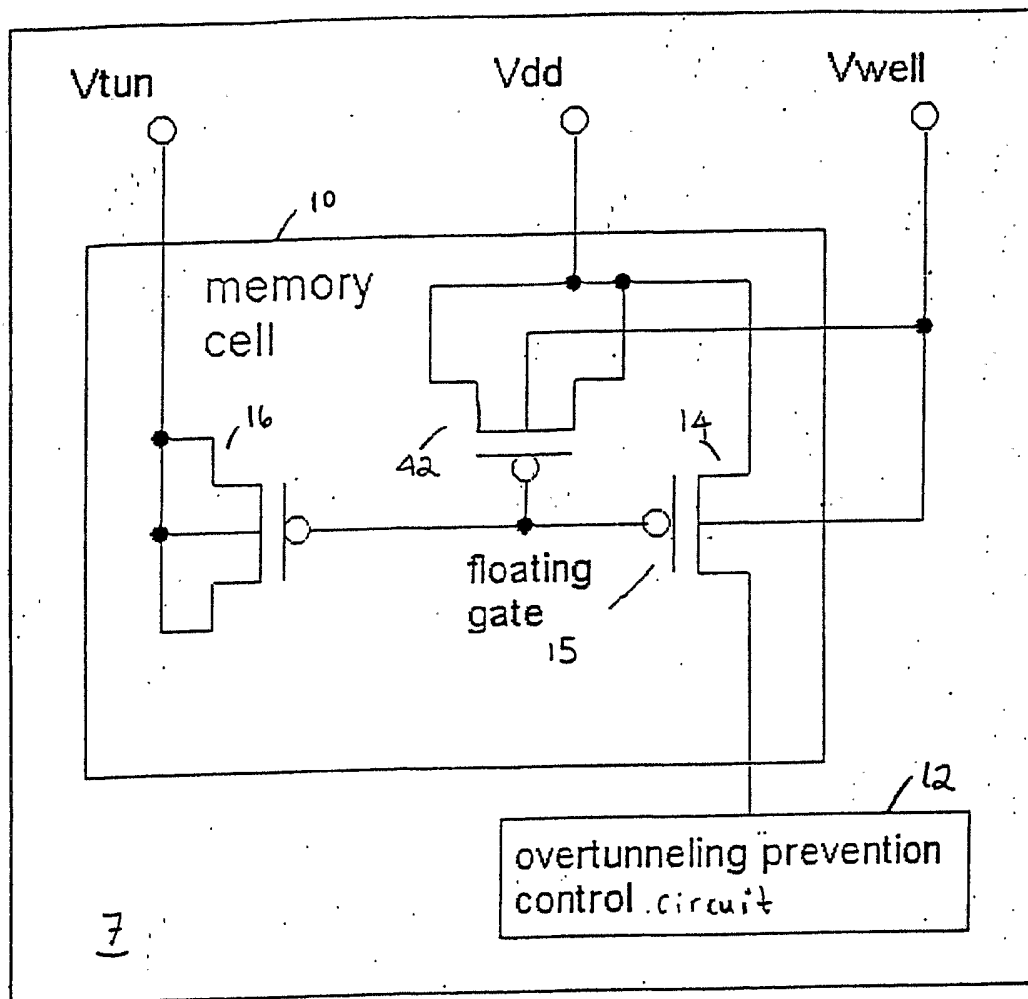 Vtun
Vdd
Vwell
10
memory
cell
16
42
14
floating
gate
15
12
overtunneling prevention
control circuit
7